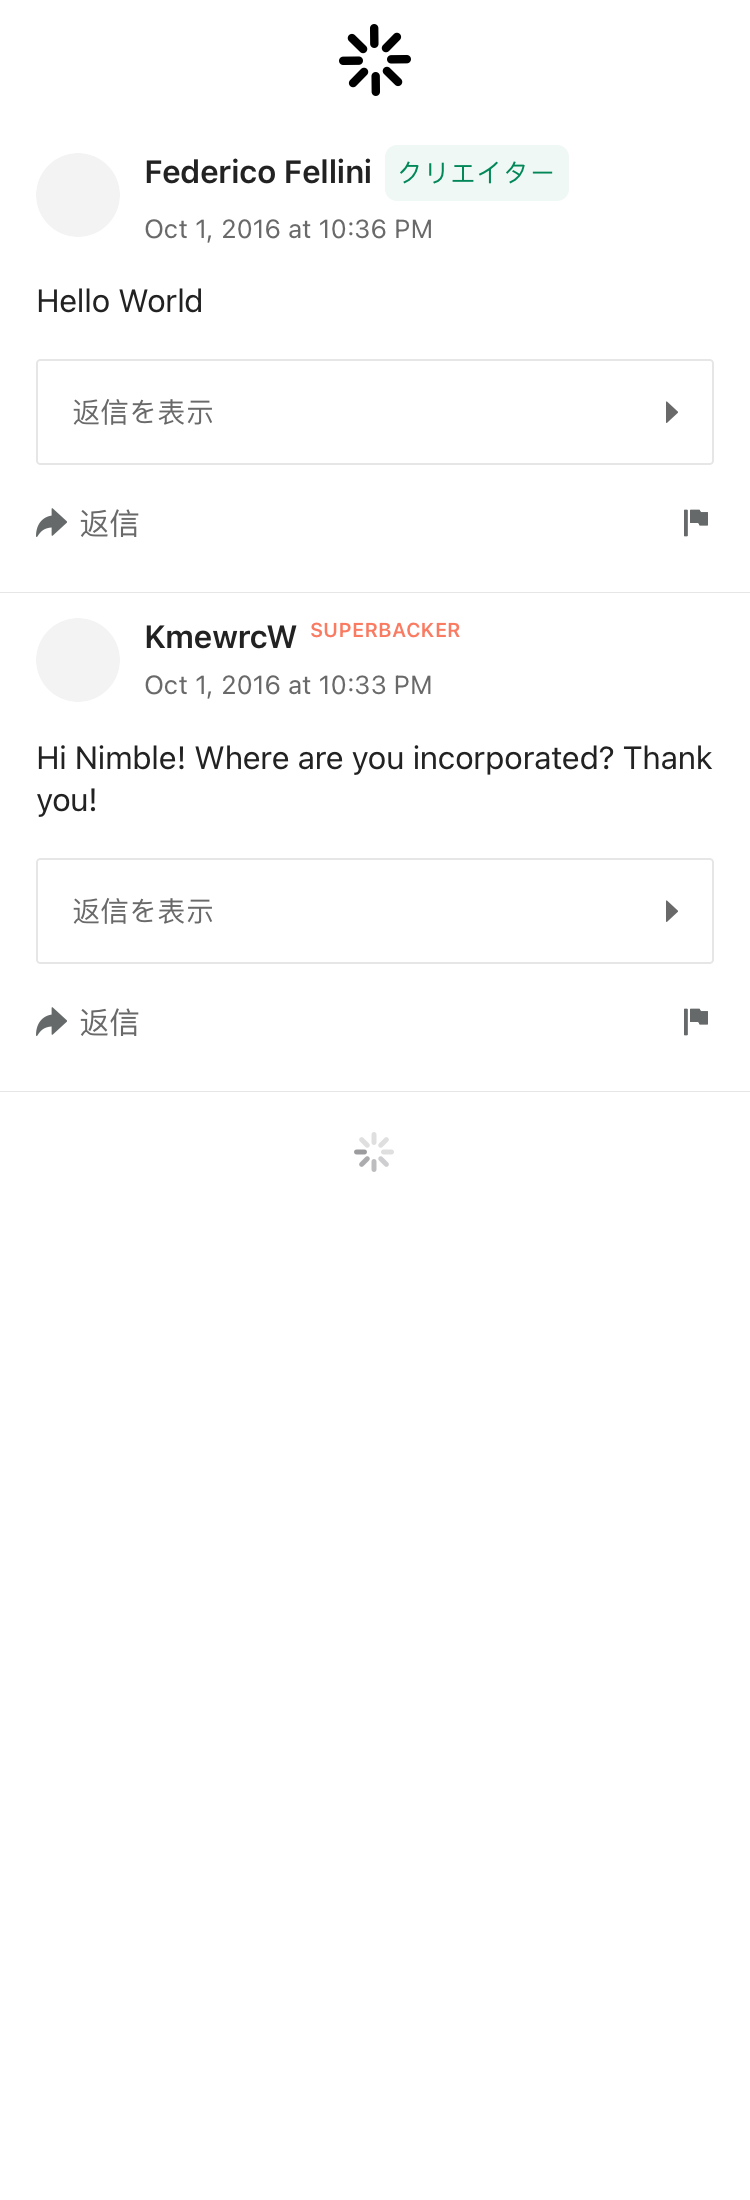 Federico Fellini クリエイター
Oct 1, 2016 at 10:36 PM
Hello World
返信を表示
返信
KmewrcW SUPERBACKER
Oct 1, 2016 at 10:33 PM
Hi Nimble! Where are you incorporated? Thank
you!
返信を表示
返信